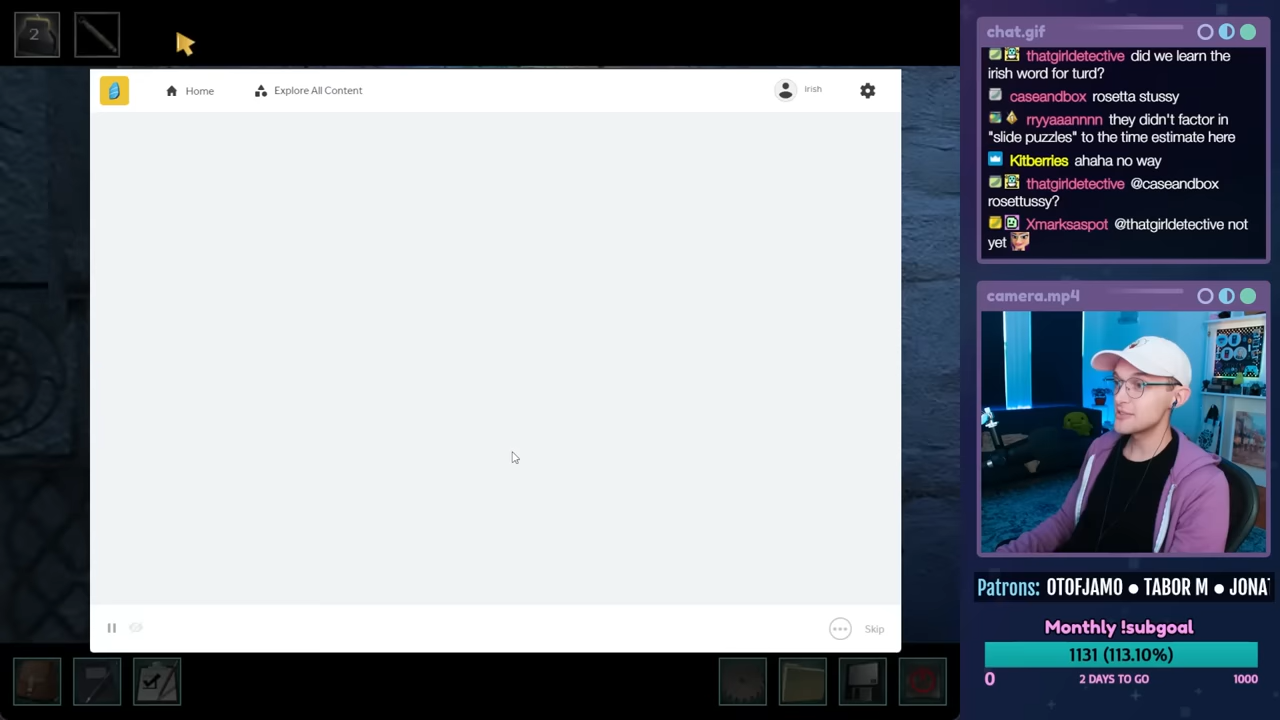 2
Home
Explore All Content
Irish
Skip
chat.gif
thatgirldetective did we learn the
irish word for turd?
caseandbox rosetta stussy
rryyaaannnn they didn't factor in
"slide puzzles" to the time estimate here
Kitberries ahaha no way
thatgirldetective @caseandbox
rosettussy?
Xmarksaspot @thatgirldetective not
yet
camera.mp4
Patrons: OTOFJAMO ● TABOR M ● JONA
Monthly !subgoal
1131 (113.10%)
0 2 DAYS TO GO 1000